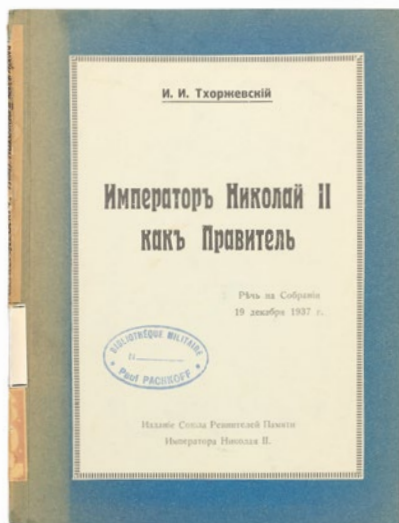 И. И. Тхоржевскій
Императоръ Николай II
какъ Правитель
Рѣчь на Собраніи
19 декабря 1937 г.
BIBLIOTHÈQUE MILITAIRE
N
Paul PACHKOFF
Изданіе Союза Ревнителей Памяти
Императора Николая II.